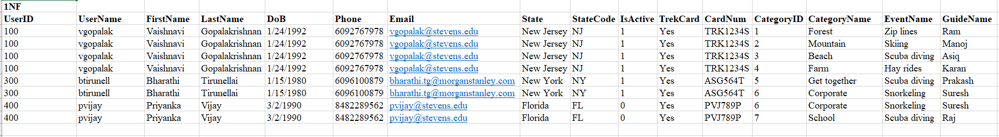 1NF
UserID UserName FirstName LastName DoB Phone Email State StateCode IsActive TrekCard CardNum CategoryID CategoryName EventName GuideName
100 vgopalak Vaishnavi Gopalakrishnan 1/24/1992 6092767978 vgopalak@stevens.edu New Jersey NJ 1 Yes TRK1234S 1 Forest Zip lines Ram
100 vgopalak Vaishnavi Gopalakrishnan 1/24/1992 6092767978 vgopalak@stevens.edu New Jersey NJ 1 Yes TRK1234S 2 Mountain Skiing Manoj
100 vgopalak Vaishnavi Gopalakrishnan 1/24/1992 6092767978 vgopalak@stevens.edu New Jersey NJ 1 Yes TRK1234S 3 Beach Scuba diving Asiq
100 vgopalak Vaishnavi Gopalakrishnan 1/24/1992 6092767978 vgopalak@stevens.edu New Jersey NJ 1 Yes TRK1234S 4 Farm Hay rides Karan
300 btirunell Bharathi Tirunellai 1/15/1980 6096100879 bharathi.tg@morganstanley.com New York NY 1 Yes ASG564T 5 Get together Scuba diving Prakash
300 btirunell Bharathi Tirunellai 1/15/1980 6096100879 bharathi.tg@morganstanley.com New York NY 1 Yes ASG564T 6 Corporate Snorkeling Suresh
400 pvijay Priyanka Vijay 3/2/1990 8482289562 pvijay@stevens.edu Florida FL 0 Yes PVJ789P 6 Corporate Snorkeling Suresh
400 pvijay Priyanka Vijay 3/2/1990 8482289562 pvijay@stevens.edu Florida FL 0 Yes PVJ789P 7 School Scuba diving Raj